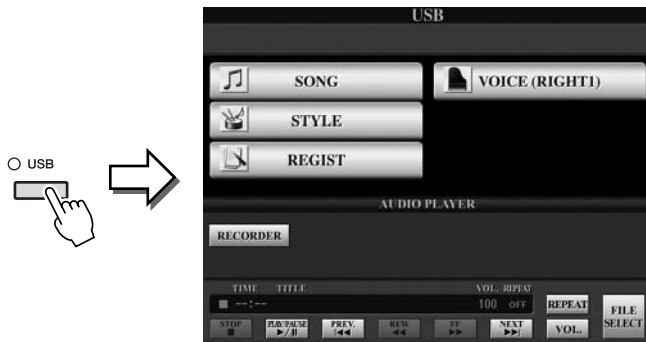 USB
USB
SONG
VOICE (RIGHT1)
STYLE
REGIST
AUDIO PLAYER
RECORDER
TIME TITLE VOL. REPEAT
--:-- 100 OFF
REPEAT
FILE
SELECT
STOP
PLAY/PAUSE
PREV.
REW
FF
NEXT
VOL.